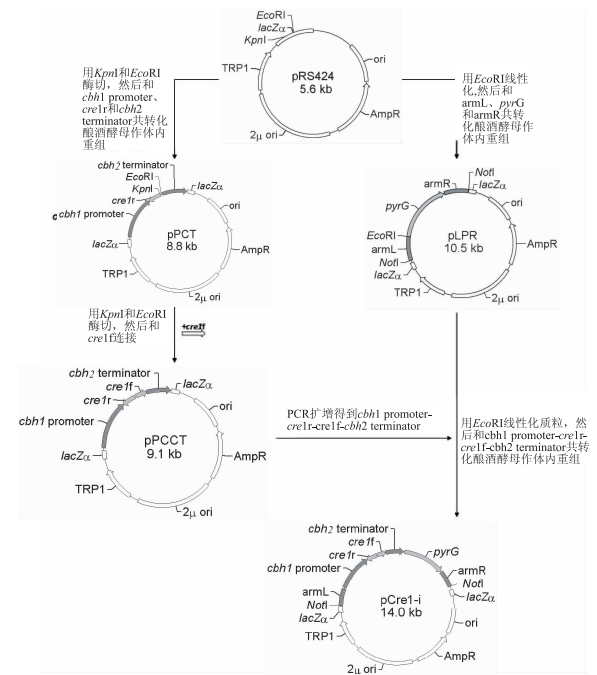 EcoRI
lacZα
KpnI
TRP1
ori
pRS424
5.6 kb
AmpR
2μ ori
用KpnI和EcoRI
酶切，然后和
cbh1 promoter、
cre1r和cbh2
terminator共转
化酿酒酵母作体
内重组
用EcoRI线性
化,然后和
armL、pyrG
和armR共转
化酿酒酵母作
体内重组
cbh2 terminator
EcoRI
KpnI
cre1r
cbh1 promoter
lacZα
ori
pPCT
8.8 kb
lacZα
AmpR
TRP1
2μ ori
NotI
armR
lacZα
pyrG
ori
pLPR
10.5 kb
EcoRI
armL
NotI
lacZα
AmpR
TRP1
2μ ori
用KpnI和EcoRI
酶切，然后和
cre1f连接
+cre1f
cbh2 terminator
cre1f
cre1r
lacZα
cbh1 promoter
ori
pPCCT
9.1 kb
lacZα
AmpR
TRP1
2μ ori
PCR扩增得到cbh1 promoter-
cre1r-cre1f-cbh2 terminator
用EcoRI线性化质粒，然
后和cbh1 promoter-cre1r-
cre1f-cbh2 terminator共转
化酿酒酵母作体内重组
cbh2 terminator
cre1f
cre1r
pyrG
cbh1 promoter
armR
NotI
lacZα
armL
NotI
lacZα
pCre1-i
14.0 kb
ori
TRP1
AmpR
2μ ori